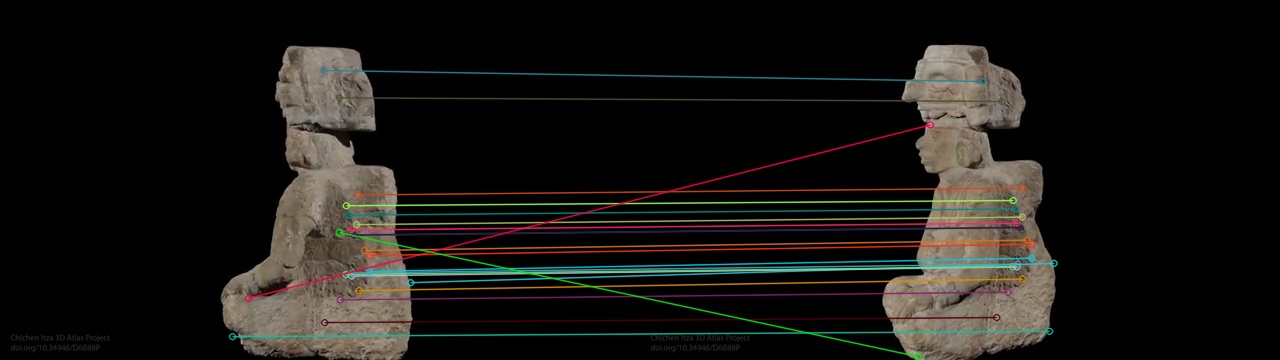 Chichen Itza 3D Atlas Project
doi.org/10.34946/D6B88P
Chichen Itza 3D Atlas Project
doi.org/10.34946/D6B88P